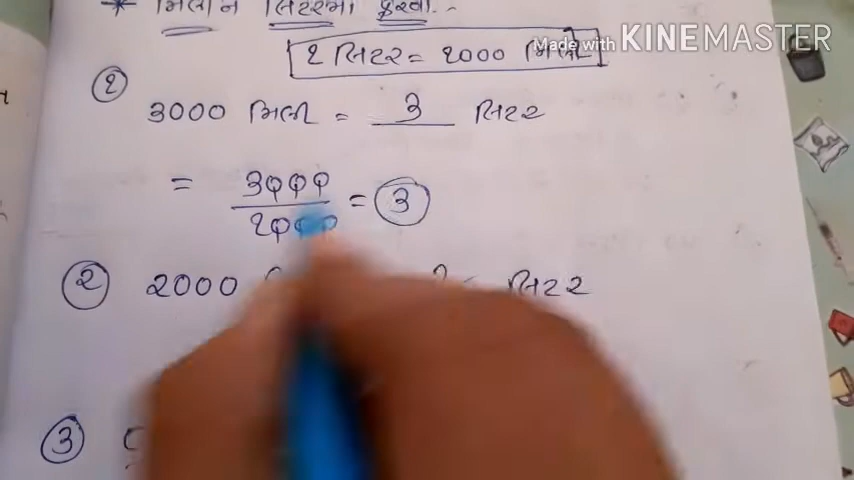 * મિલીને લિટરમાં ફેરવો.
૧ લિટર = ૧૦૦૦ મિલી
Made with KINEMASTER
૧
૩૦૦૦ મિલી = ૩ લિટર
= ૩૦૦૦ / ૧૦૦૦ = ૩
૨ ૨૦૦૦ લિટર
૩